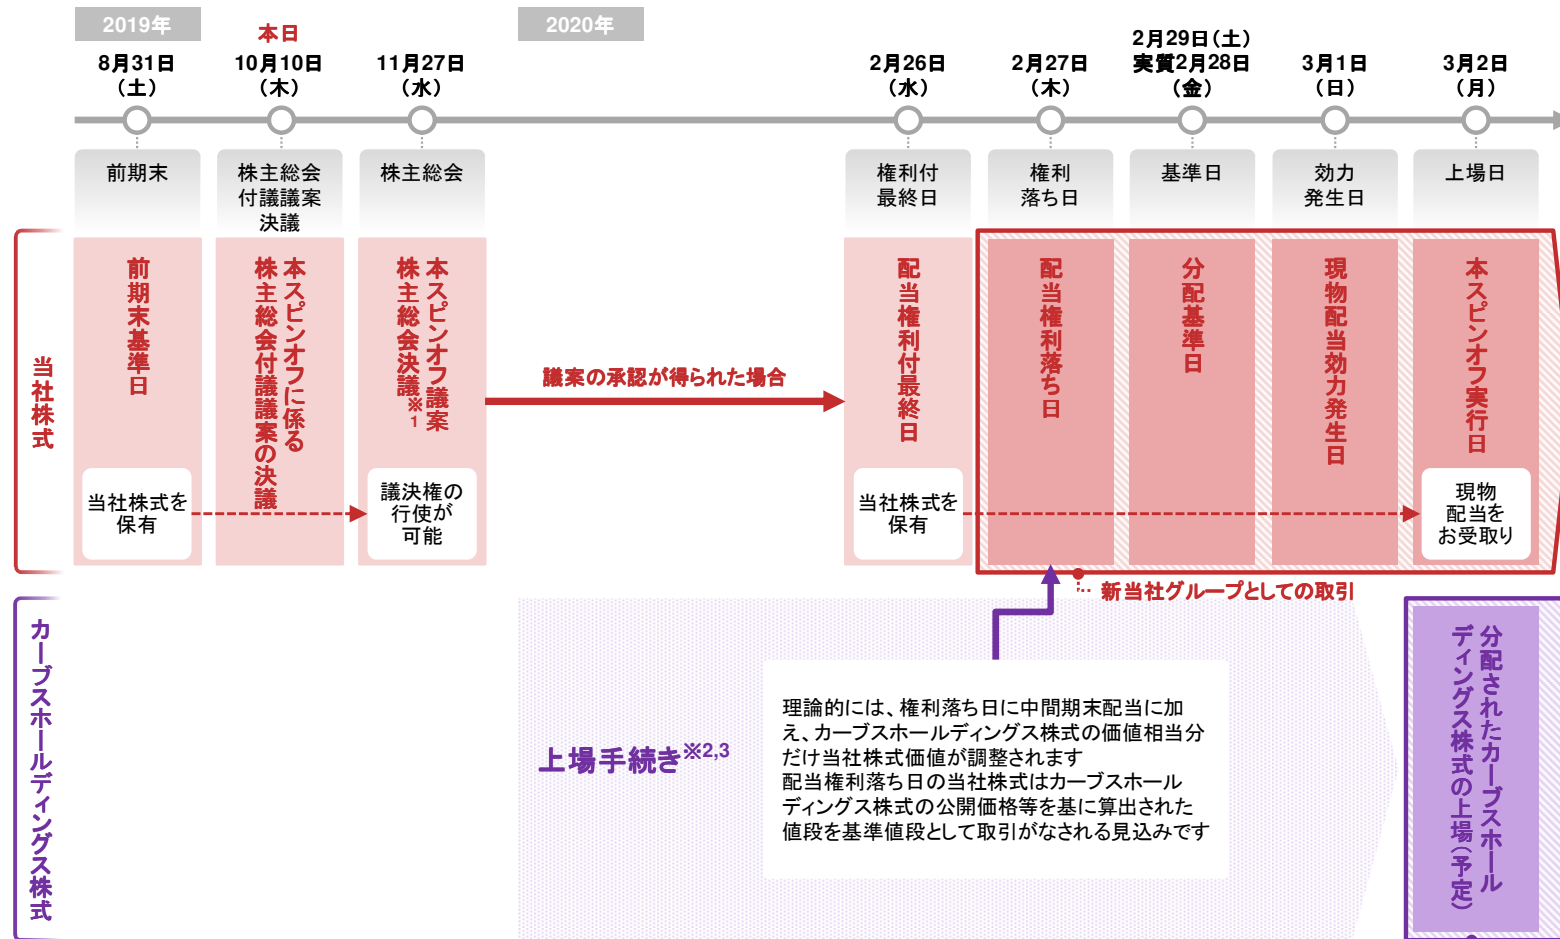 2019年
2020年
本日
8月31日
（土）
10月10日
（木）
11月27日
（水）
2月26日
（水）
2月27日
（木）
2月29日（土）
実質2月28日
（金）
3月1日
（日）
3月2日
（月）
前期末
株主総会
付議議案
決議
株主総会
権利付
最終日
権利
落ち日
基準日
効力
発生日
上場日
当社株式
前期末基準日
本スピンオフに係る
株主総会付議議案の決議
本スピンオフ議案
株主総会決議※1
議案の承認が得られた場合
配当権利付最終日
配当権利落ち日
分配基準日
現物配当効力発生日
本スピンオフ実行日
当社株式を
保有
議決権の
行使が
可能
当社株式を
保有
現物
配当を
お受取り
新当社グループとしての取引
カーブスホールディングス株式
上場手続き※2,3
理論的には、権利落ち日に中間期末配当に加
え、カーブスホールディングス株式の価値相当分
だけ当社株式価値が調整されます
配当権利落ち日の当社株式はカーブスホール
ディングス株式の公開価格等を基に算出された
値段を基準値段として取引がなされる見込みです
分配されたカーブスホール
ディングス株式の上場（予定）